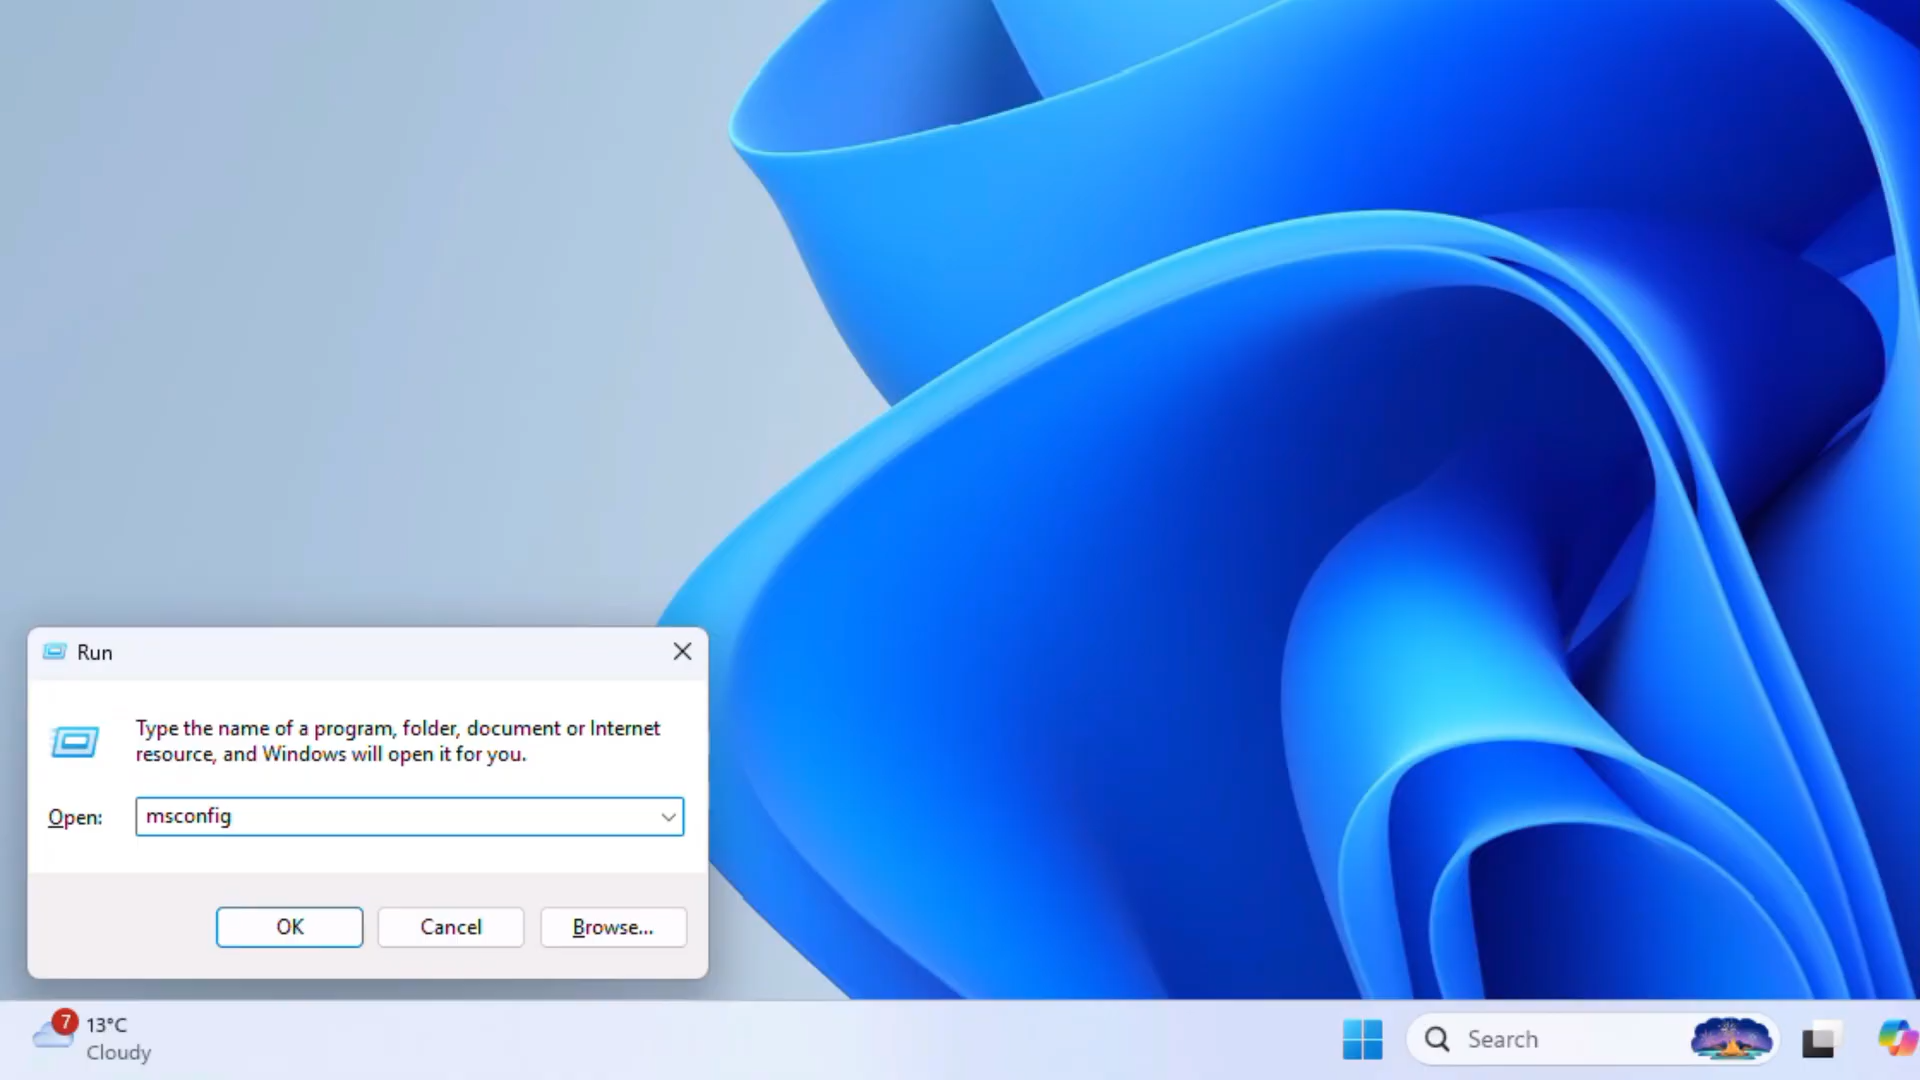 Run
Type the name of a program, folder, document or Internet
resource, and Windows will open it for you.
Open:
msconfig
OK
Cancel
Browse...
7
13°C
Cloudy
Search